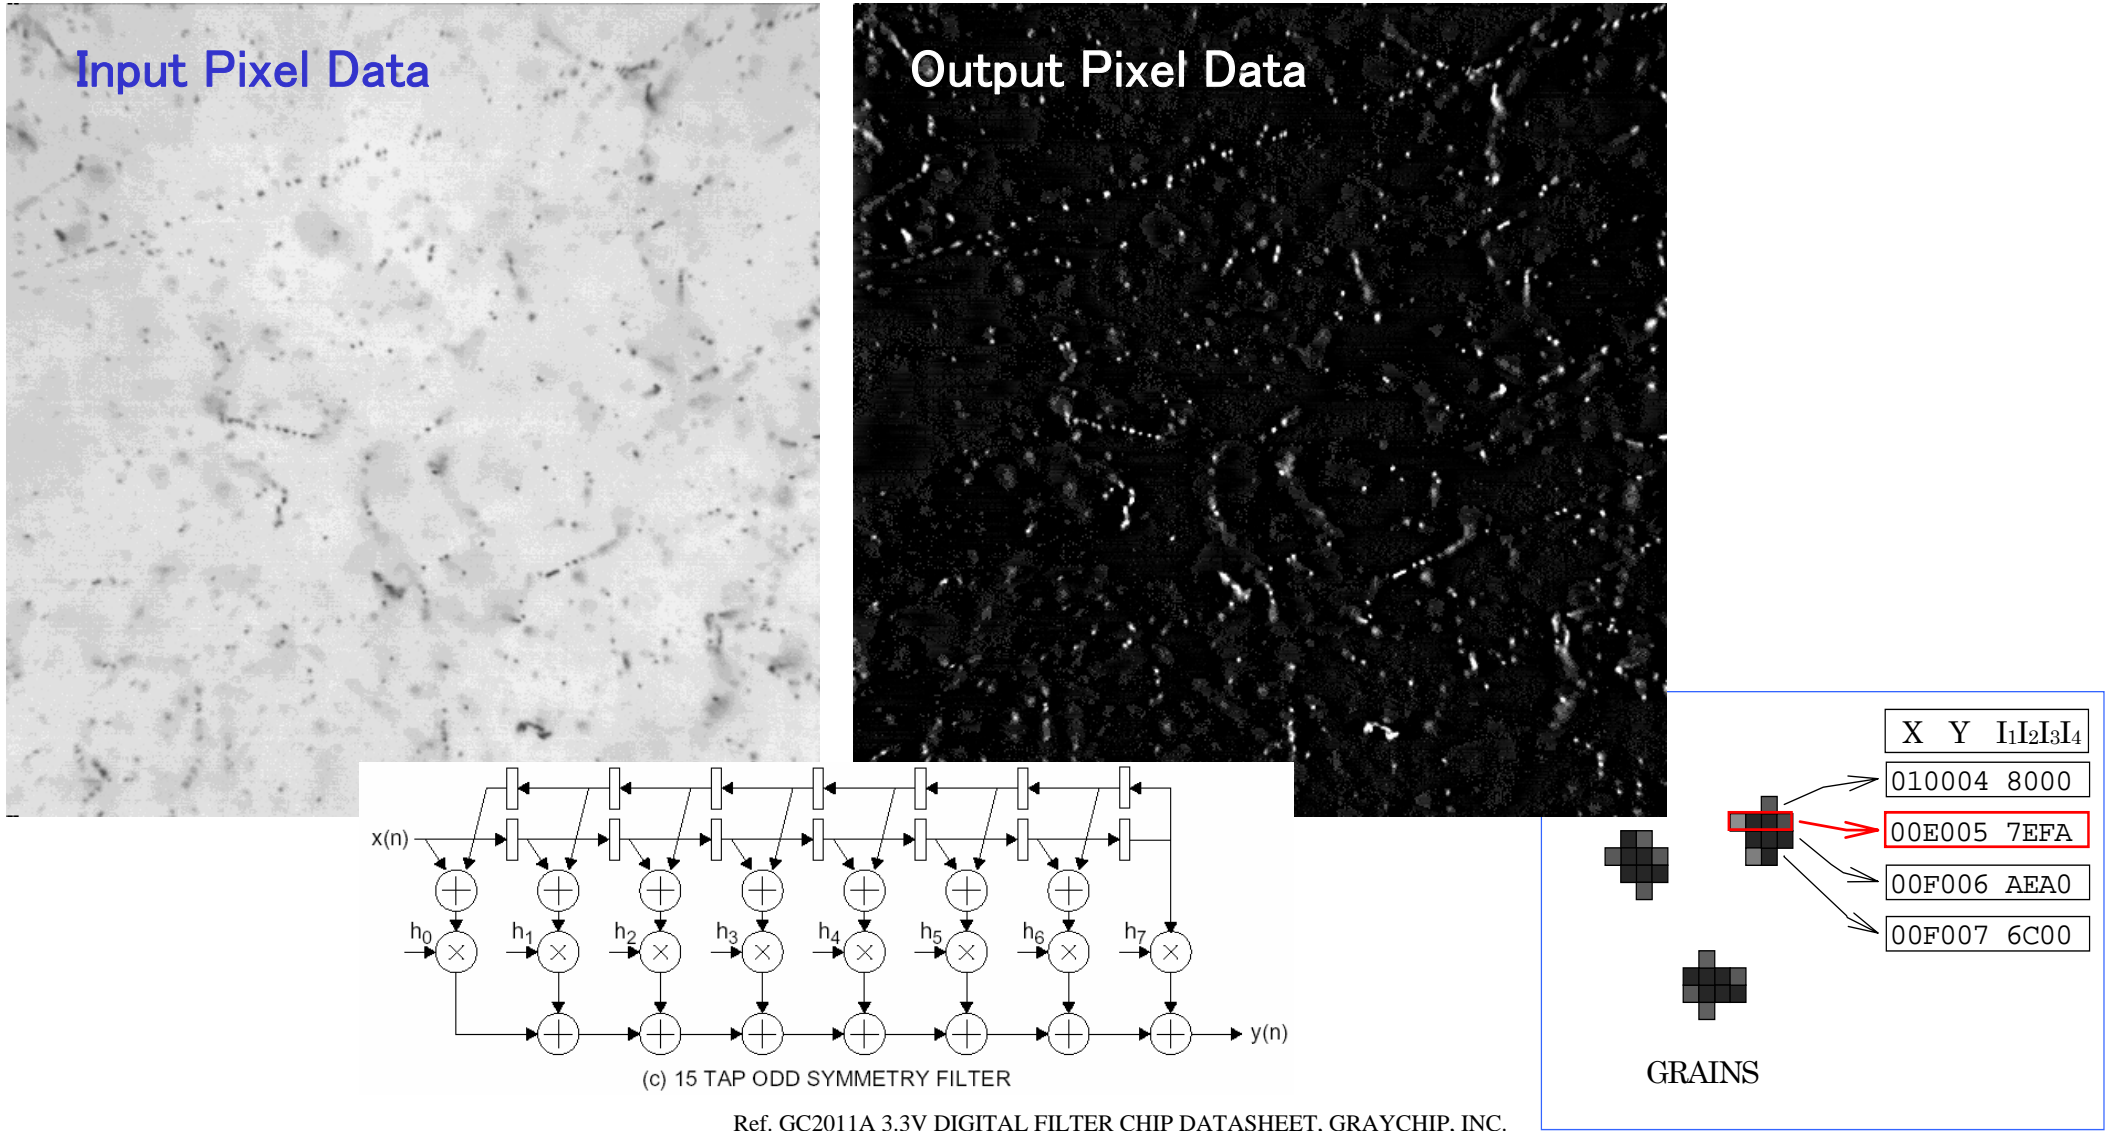 Input Pixel Data
Output Pixel Data
X Y I1I2I3I4
010004 8000
00E005 7EFA
00F006 AEA0
00F007 6C00
GRAINS
x(n)
h0 h1 h2 h3 h4 h5 h6 h7
y(n)
(c) 15 TAP ODD SYMMETRY FILTER
Ref. GC2011A 3.3V DIGITAL FILTER CHIP DATASHEET, GRAYCHIP, INC.